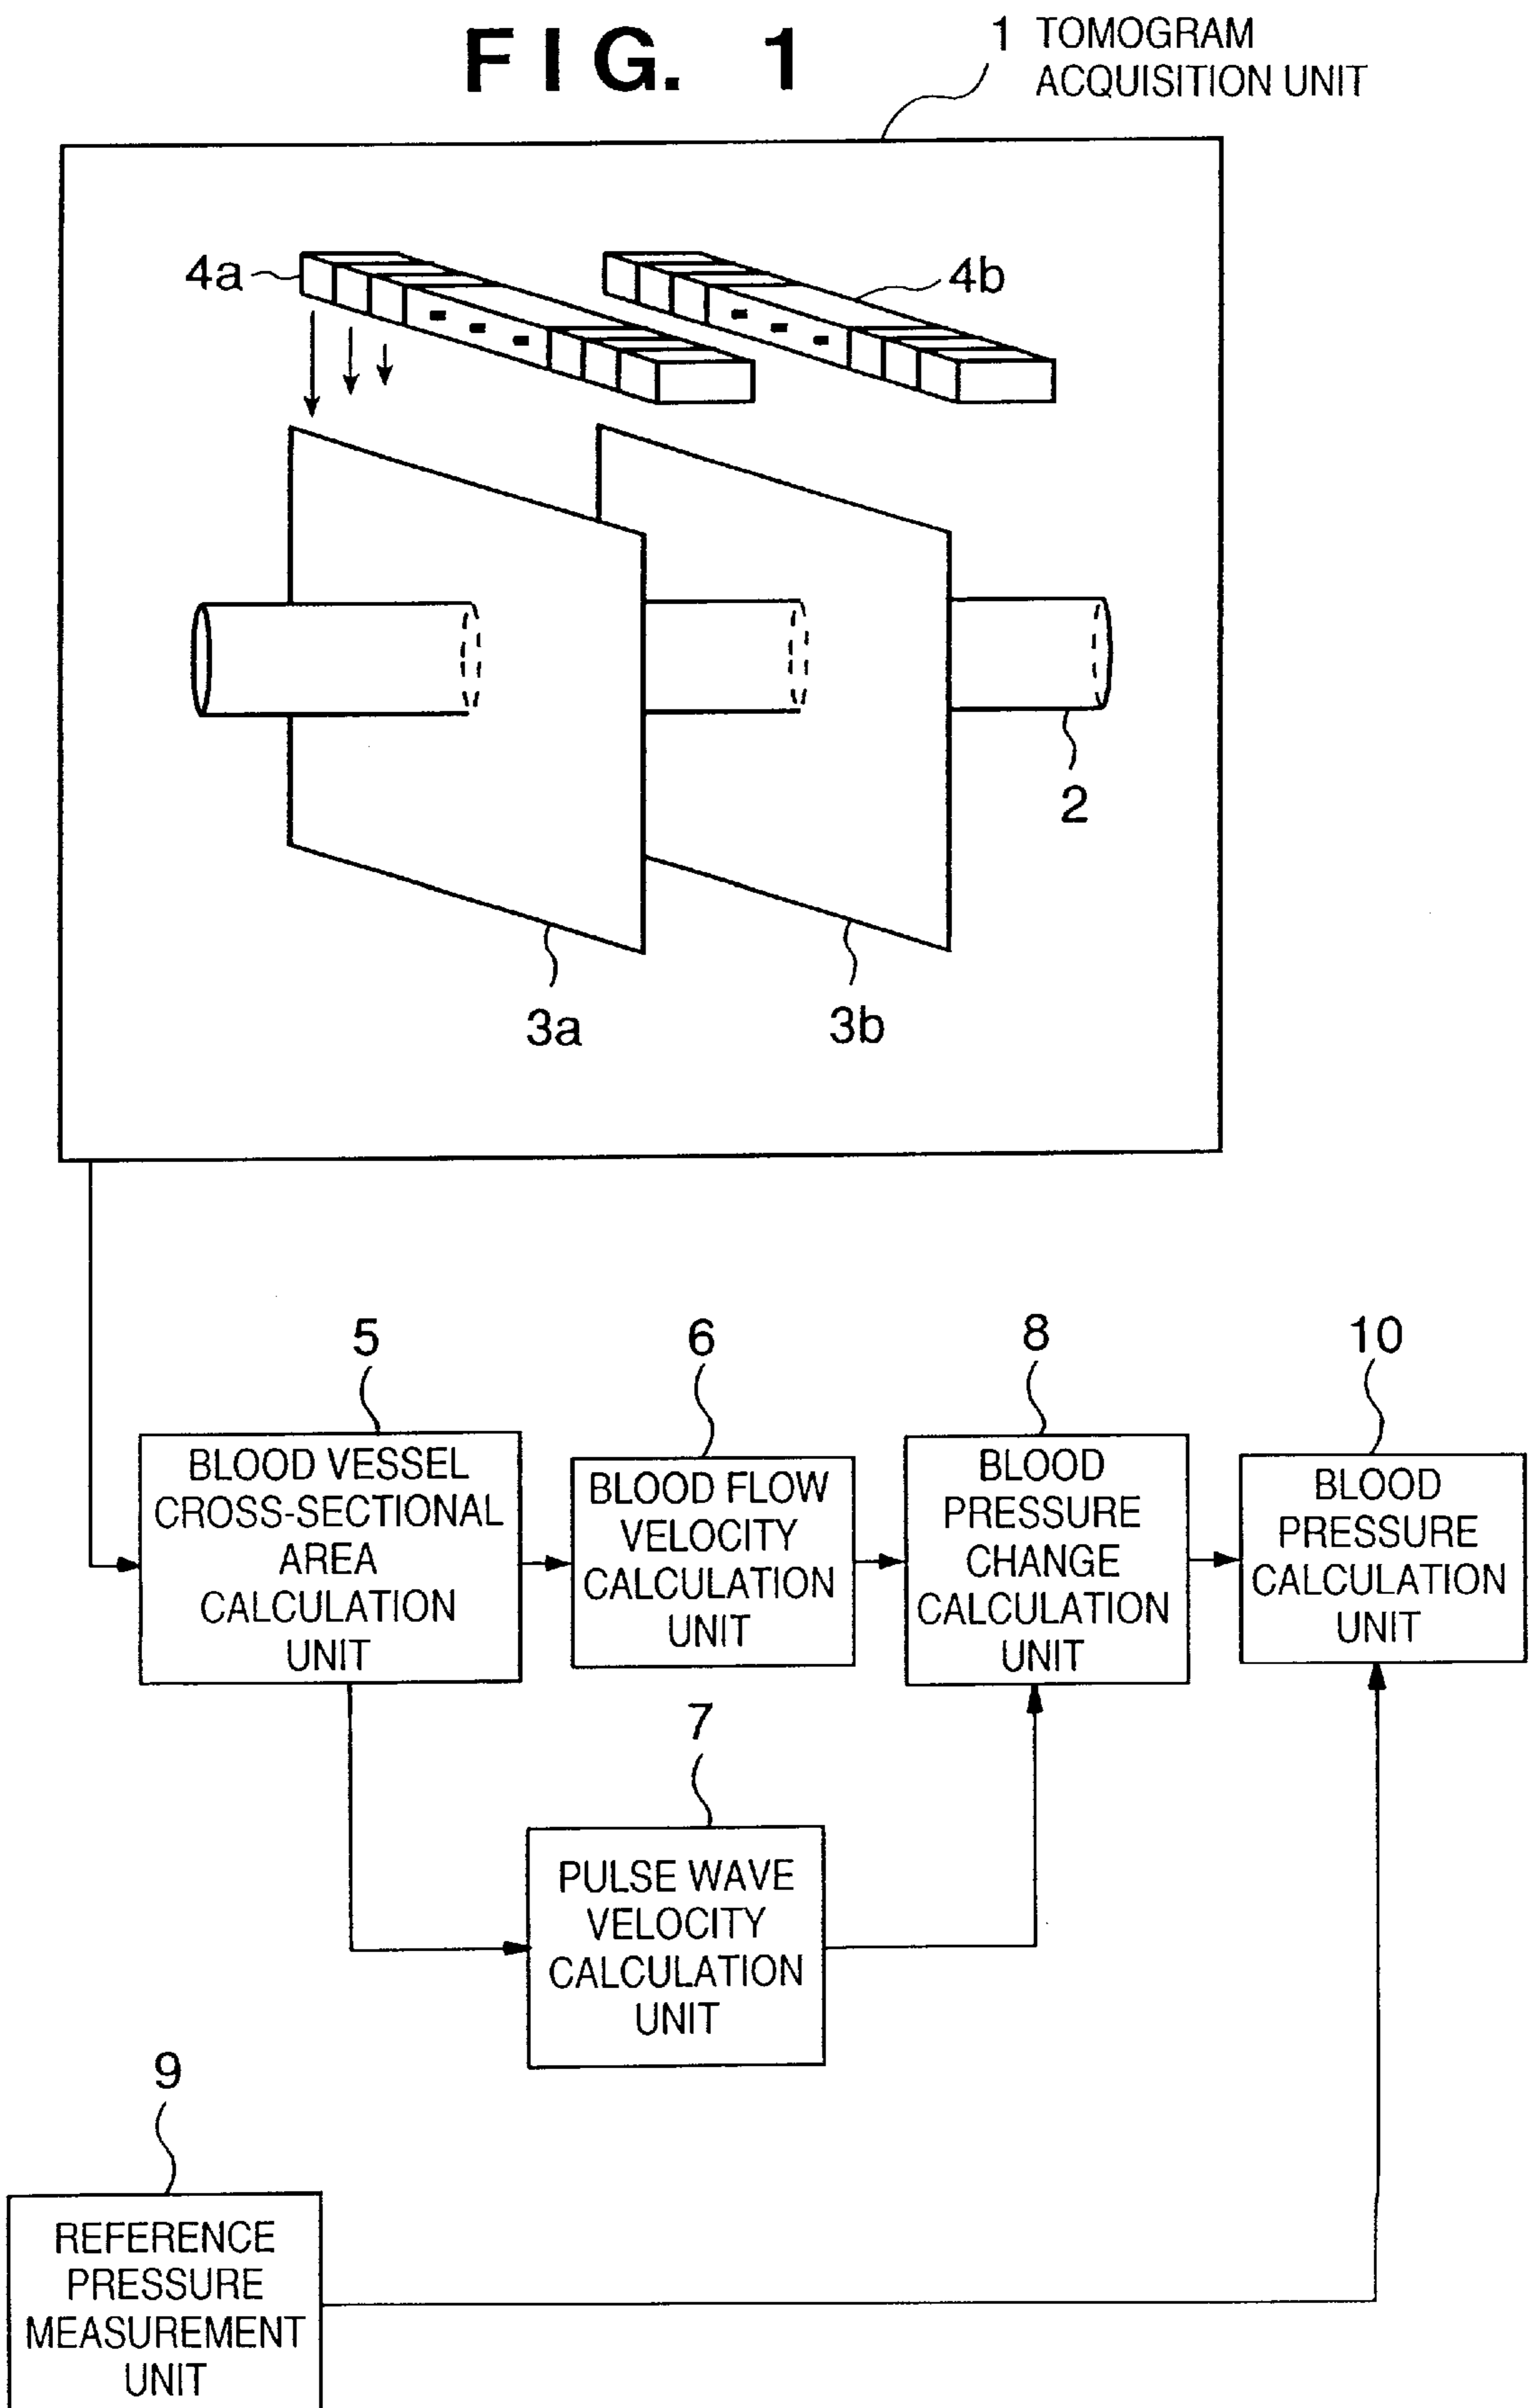 FIG. 1
1 TOMOGRAM
ACQUISITION UNIT
4a
4b
2
3a
3b
5
6
8
10
BLOOD VESSEL
CROSS-SECTIONAL
AREA
CALCULATION
UNIT
BLOOD FLOW
VELOCITY
CALCULATION
UNIT
BLOOD
PRESSURE
CHANGE
CALCULATION
UNIT
BLOOD
PRESSURE
CALCULATION
UNIT
7
PULSE WAVE
VELOCITY
CALCULATION
UNIT
9
REFERENCE
PRESSURE
MEASUREMENT
UNIT